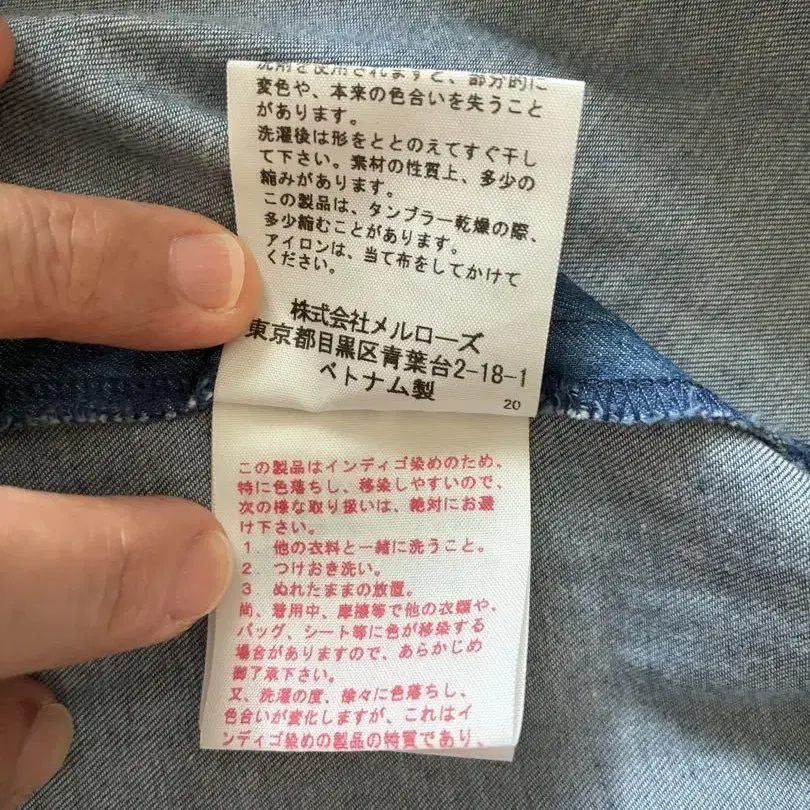 洗剤を使用されますと、部分的に
変色や、本来の色合いを失うこと
があります。
洗濯後は形をととのえてすぐ干し
て下さい。素材の性質上、多少の
縮みがあります。
この製品は、タンブラー乾燥の際、
多少縮むことがあります。
アイロンは、当て布をしてかけて
ください。
株式会社メルローズ
東京都目黒区青葉台2-18-1
ベトナム製
20
この製品はインディゴ染めのため、
特に色落ちし、移染しやすいので、
次の様な取り扱いは、絶対にお避
け下さい。
1．他の衣料と一緒に洗うこと。
2．つけおき洗い。
3．ぬれたままの放置。
尚、着用中、摩擦等で他の衣類や、
バッグ、シート等に色が移染する
場合がありますので、あらかじめ
御了承下さい。
又、洗濯の度、徐々に色落ちし、
色合いが変化しますが、これはイ
ンディゴ染めの製品の特質であり、